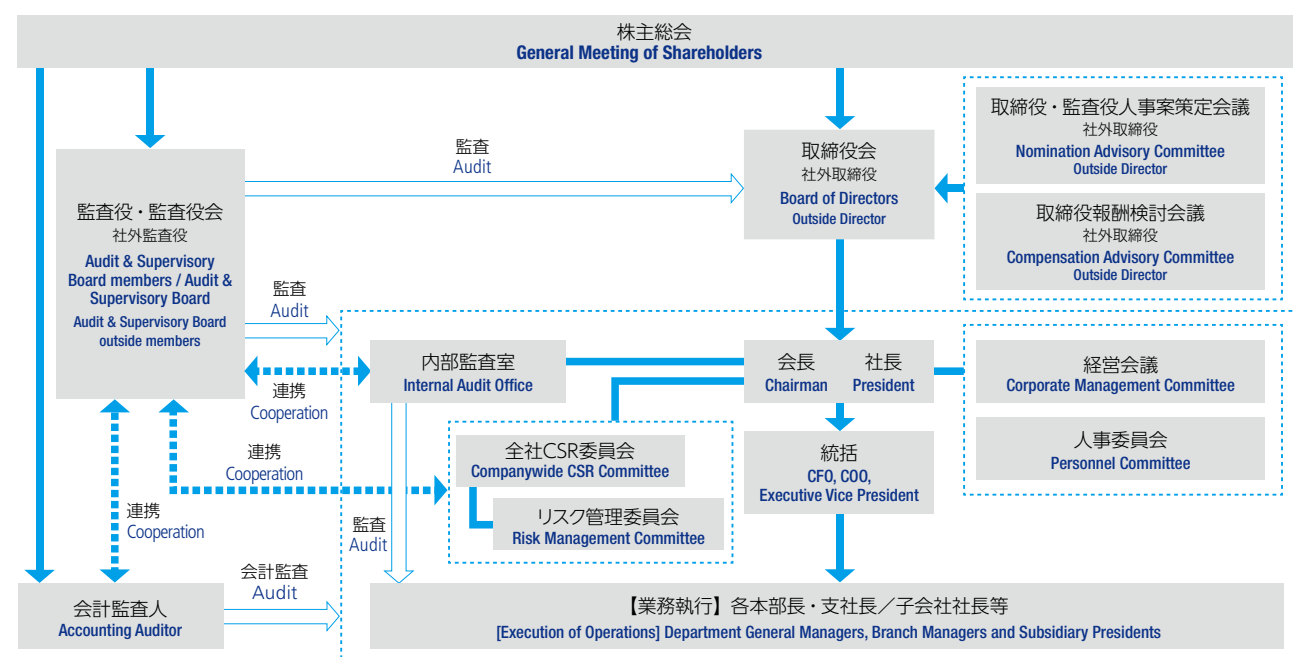 株主総会
General Meeting of Shareholders
取締役・監査役人事案策定会議
社外取締役
Nomination Advisory Committee
Outside Director
取締役報酬検討会議
社外取締役
Compensation Advisory Committee
Outside Director
監査
Audit
取締役会
社外取締役
Board of Directors
Outside Director
監査役・監査役会
社外監査役
Audit & Supervisory
Board members / Audit &
Supervisory Board
Audit & Supervisory Board
outside members
監査
Audit
内部監査室
Internal Audit Office
会長
Chairman
社長
President
経営会議
Corporate Management Committee
人事委員会
Personnel Committee
連携
Cooperation
連携
Cooperation
全社CSR委員会
Companywide CSR Committee
リスク管理委員会
Risk Management Committee
統括
CFO, COO,
Executive Vice President
連携
Cooperation
監査
Audit
会計監査
Audit
会計監査人
Accounting Auditor
【業務執行】各本部長・支社長／子会社社長等
[Execution of Operations] Department General Managers, Branch Managers and Subsidiary Presidents